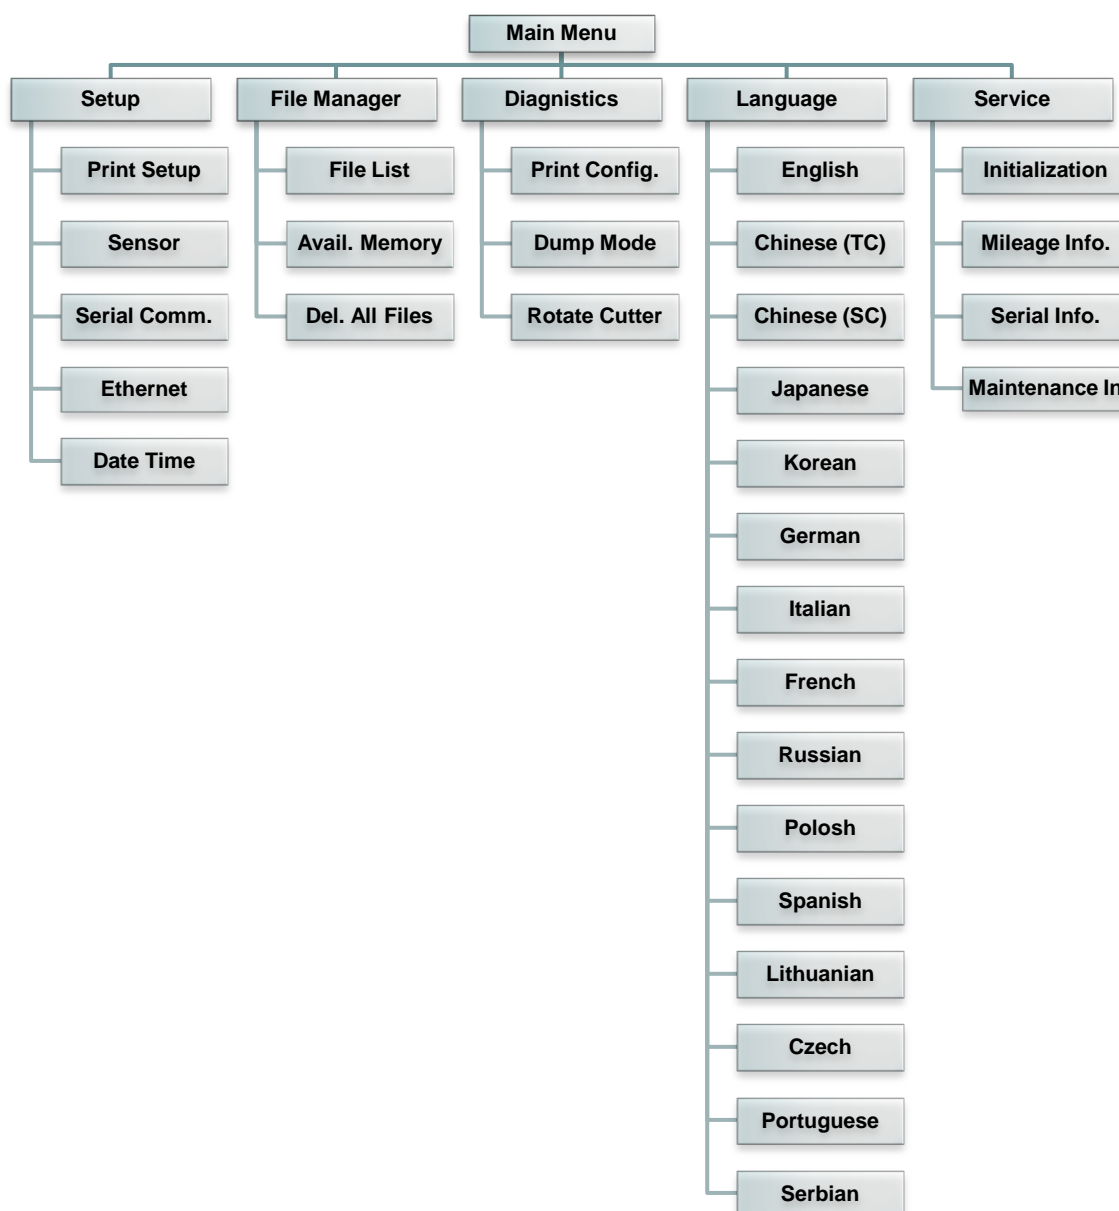 Main Menu
Setup
File Manager
Diagnistics
Language
Service
Print Setup
File List
Print Config.
English
Initialization
Sensor
Avail. Memory
Dump Mode
Chinese (TC)
Mileage Info.
Serial Comm.
Del. All Files
Rotate Cutter
Chinese (SC)
Serial Info.
Ethernet
Japanese
Maintenance In
Date Time
Korean
German
Italian
French
Russian
Polosh
Spanish
Lithuanian
Czech
Portuguese
Serbian